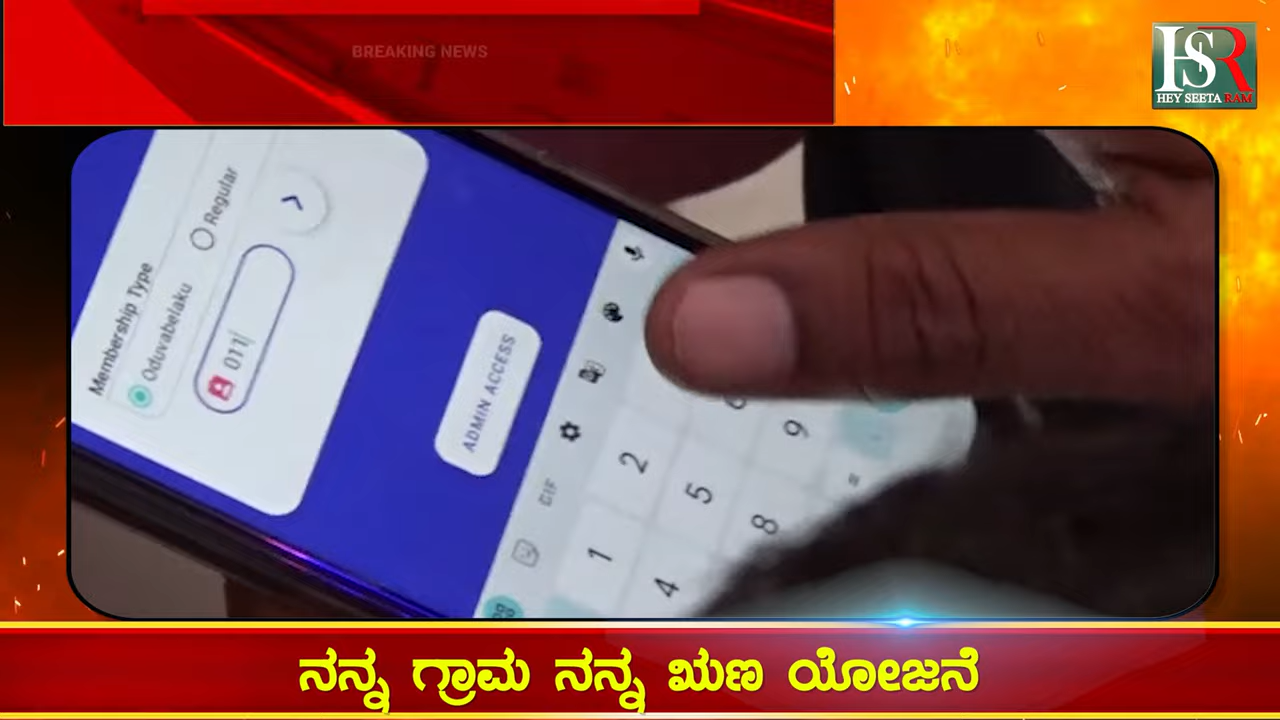 BREAKING NEWS
HSR
HEY SEETA RAM
Membership Type
Oduvabelaku
Regular
011
ADMIN ACCESS
GIF
1 2
4 5 6
8 9
=
ನನ್ನ ಗ್ರಾಮ ನನ್ನ ಋಣ ಯೋಜನೆ